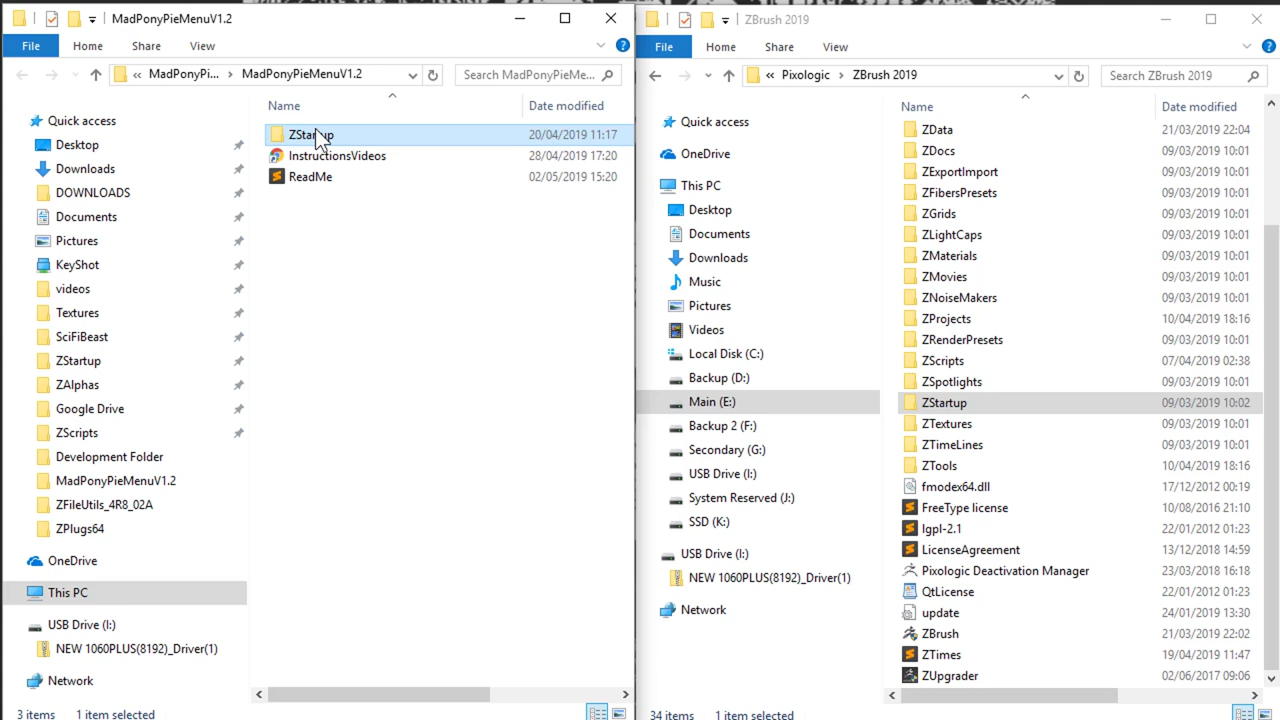 MadPonyPieMenuV1.2
File
Home
Share
View
MadPonyPi...
MadPonyPieMenuV1.2
Search MadPonyPieMe...
Quick access
Desktop
Downloads
DOWNLOADS
Documents
Pictures
KeyShot
videos
Textures
SciFiBeast
ZStartup
ZAlphas
Google Drive
ZScripts
Development Folder
MadPonyPieMenuV1.2
ZFileUtils_4R8_02A
ZPlugs64
OneDrive
This PC
USB Drive (I:)
NEW 1060PLUS(8192)_Driver(1)
Network
Name Date modified
ZStartup 20/04/2019 11:17
InstructionsVideos 28/04/2019 17:20
ReadMe 02/05/2019 15:20
3 items 1 item selected
ZBrush 2019
File
Home
Share
View
Pixologic
ZBrush 2019
Search ZBrush 2019
Quick access
OneDrive
This PC
Desktop
Documents
Downloads
Music
Pictures
Videos
Local Disk (C:)
Backup (D:)
Main (E:)
Backup 2 (F:)
Secondary (G:)
USB Drive (I:)
System Reserved (J:)
SSD (K:)
USB Drive (I:)
NEW 1060PLUS(8192)_Driver(1)
Network
Name Date modified
ZData 21/03/2019 22:04
ZDocs 09/03/2019 10:01
ZExportImport 09/03/2019 10:01
ZFibersPresets 09/03/2019 10:01
ZGrids 09/03/2019 10:01
ZLightCaps 09/03/2019 10:01
ZMaterials 09/03/2019 10:01
ZMovies 09/03/2019 10:01
ZNoiseMakers 09/03/2019 10:01
ZProjects 10/04/2019 18:16
ZRenderPresets 09/03/2019 10:01
ZScripts 07/04/2019 02:38
ZSpotlights 09/03/2019 10:01
ZStartup 09/03/2019 10:02
ZTextures 09/03/2019 10:01
ZTimeLines 09/03/2019 10:01
ZTools 10/04/2019 18:16
fmodex64.dll 17/12/2012 00:19
FreeType license 10/08/2016 21:10
lgpl-2.1 22/01/2012 01:23
LicenseAgreement 13/12/2018 14:59
Pixologic Deactivation Manager 23/03/2018 16:18
QtLicense 22/01/2012 01:23
update 24/01/2019 13:30
ZBrush 21/03/2019 22:02
ZTimes 19/04/2019 11:47
ZUpgrader 02/06/2017 09:06
34 items 1 item selected